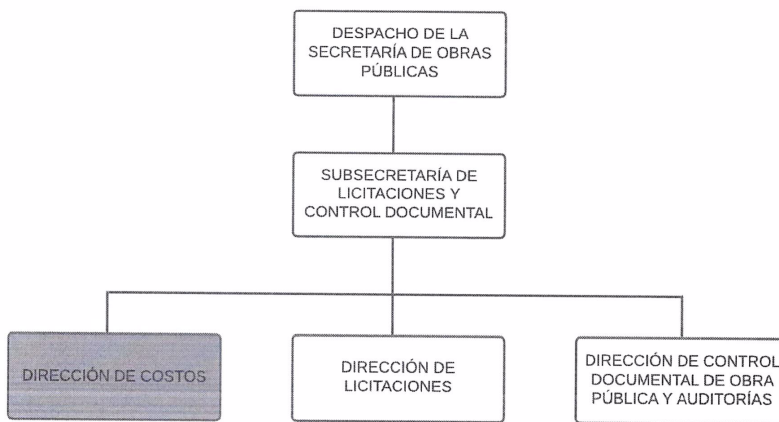 DESPACHO DE LA
SECRETARÍA DE OBRAS
PÚBLICAS
SUBSECRETARÍA DE
LICITACIONES Y
CONTROL DOCUMENTAL
DIRECCIÓN DE COSTOS
DIRECCIÓN DE
LICITACIONES
DIRECCIÓN DE CONTROL
DOCUMENTAL DE OBRA
PÚBLICA Y AUDITORÍAS